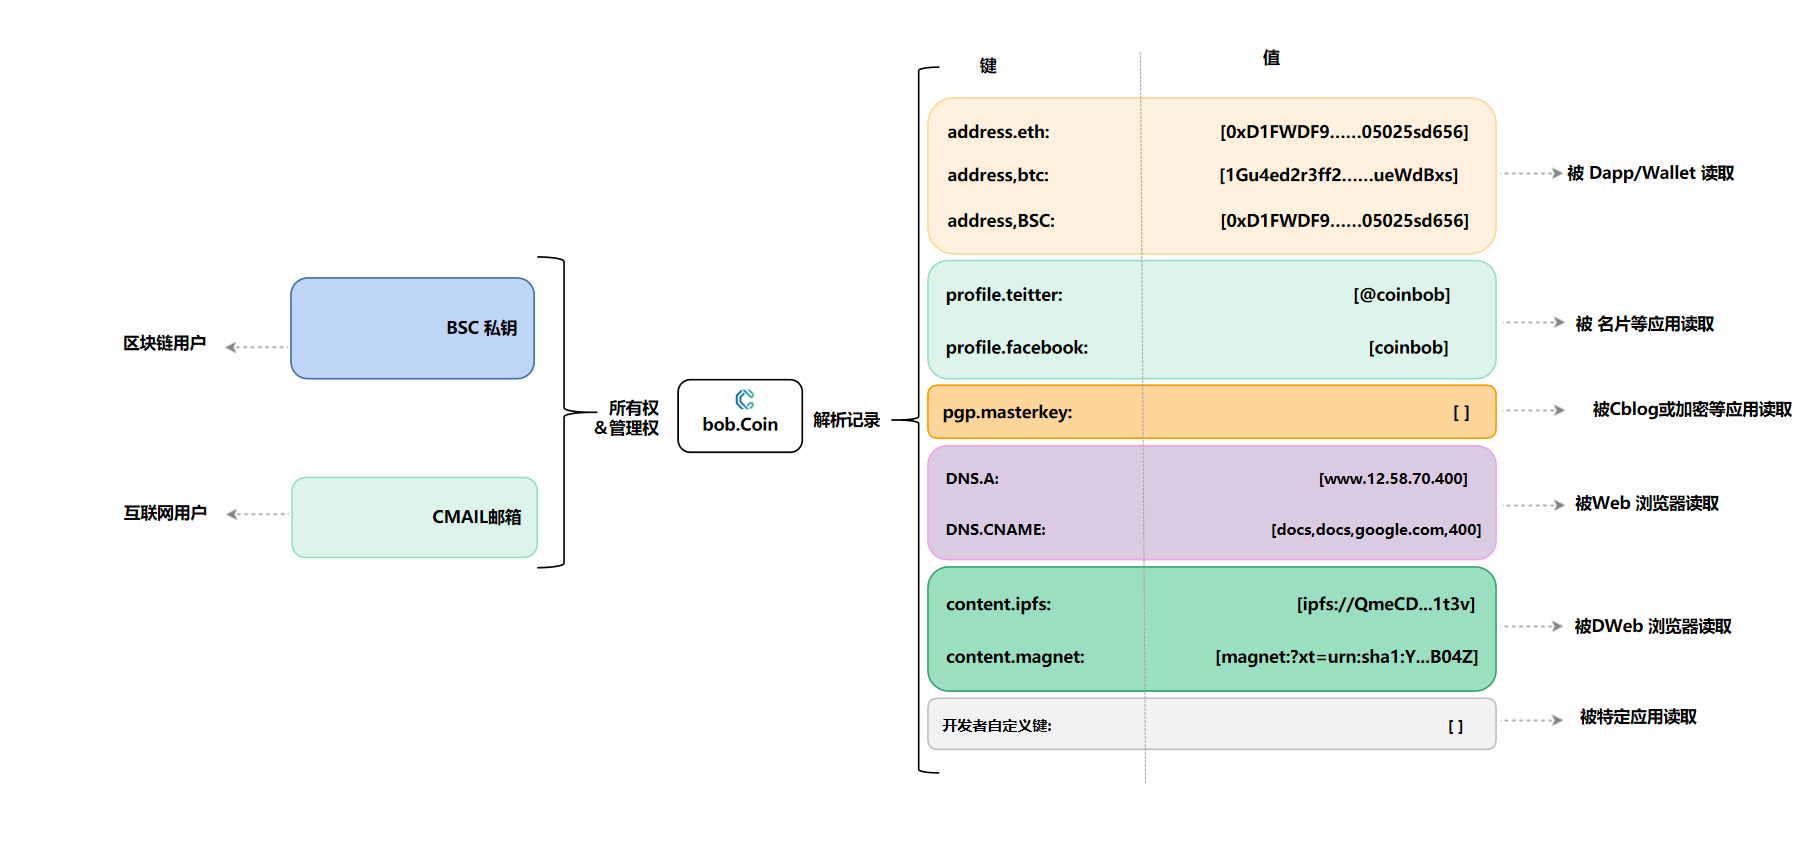 键
值
address.eth:
[0xD1FWDF9......05025sd656]
address,btc:
[1Gu4ed2r3ff2......ueWdBxs]
address,BSC:
[0xD1FWDF9......05025sd656]
被 Dapp/Wallet 读取
profile.teitter:
[@coinbob]
profile.facebook:
[coinbob]
被 名片等应用读取
pgp.masterkey:
[ ]
被Cblog或加密等应用读取
DNS.A:
[www.12.58.70.400]
DNS.CNAME:
[docs,docs,google.com,400]
被Web 浏览器读取
content.ipfs:
[ipfs://QmeCD...1t3v]
content.magnet:
[magnet:?xt=urn:sha1:Y...B04Z]
被DWeb 浏览器读取
开发者自定义键:
[ ]
被特定应用读取
区块链用户
BSC 私钥
互联网用户
CMAIL邮箱
所有权
&管理权
bob.Coin
解析记录